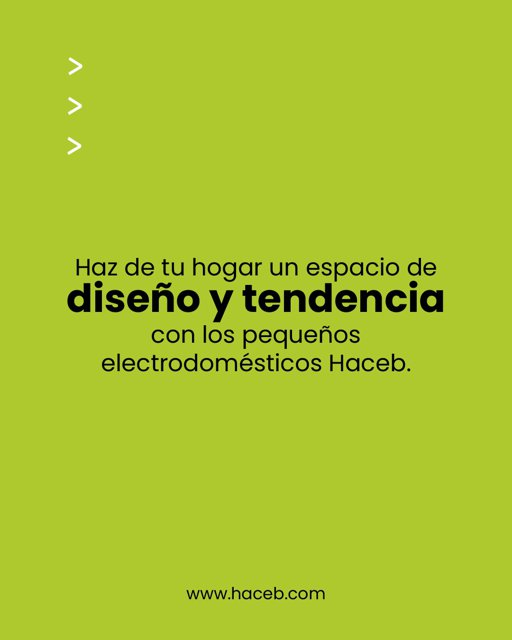 >
>
>
Haz de tu hogar un espacio de
diseño y tendencia
con los pequeños
electrodomésticos Haceb.
www.haceb.com